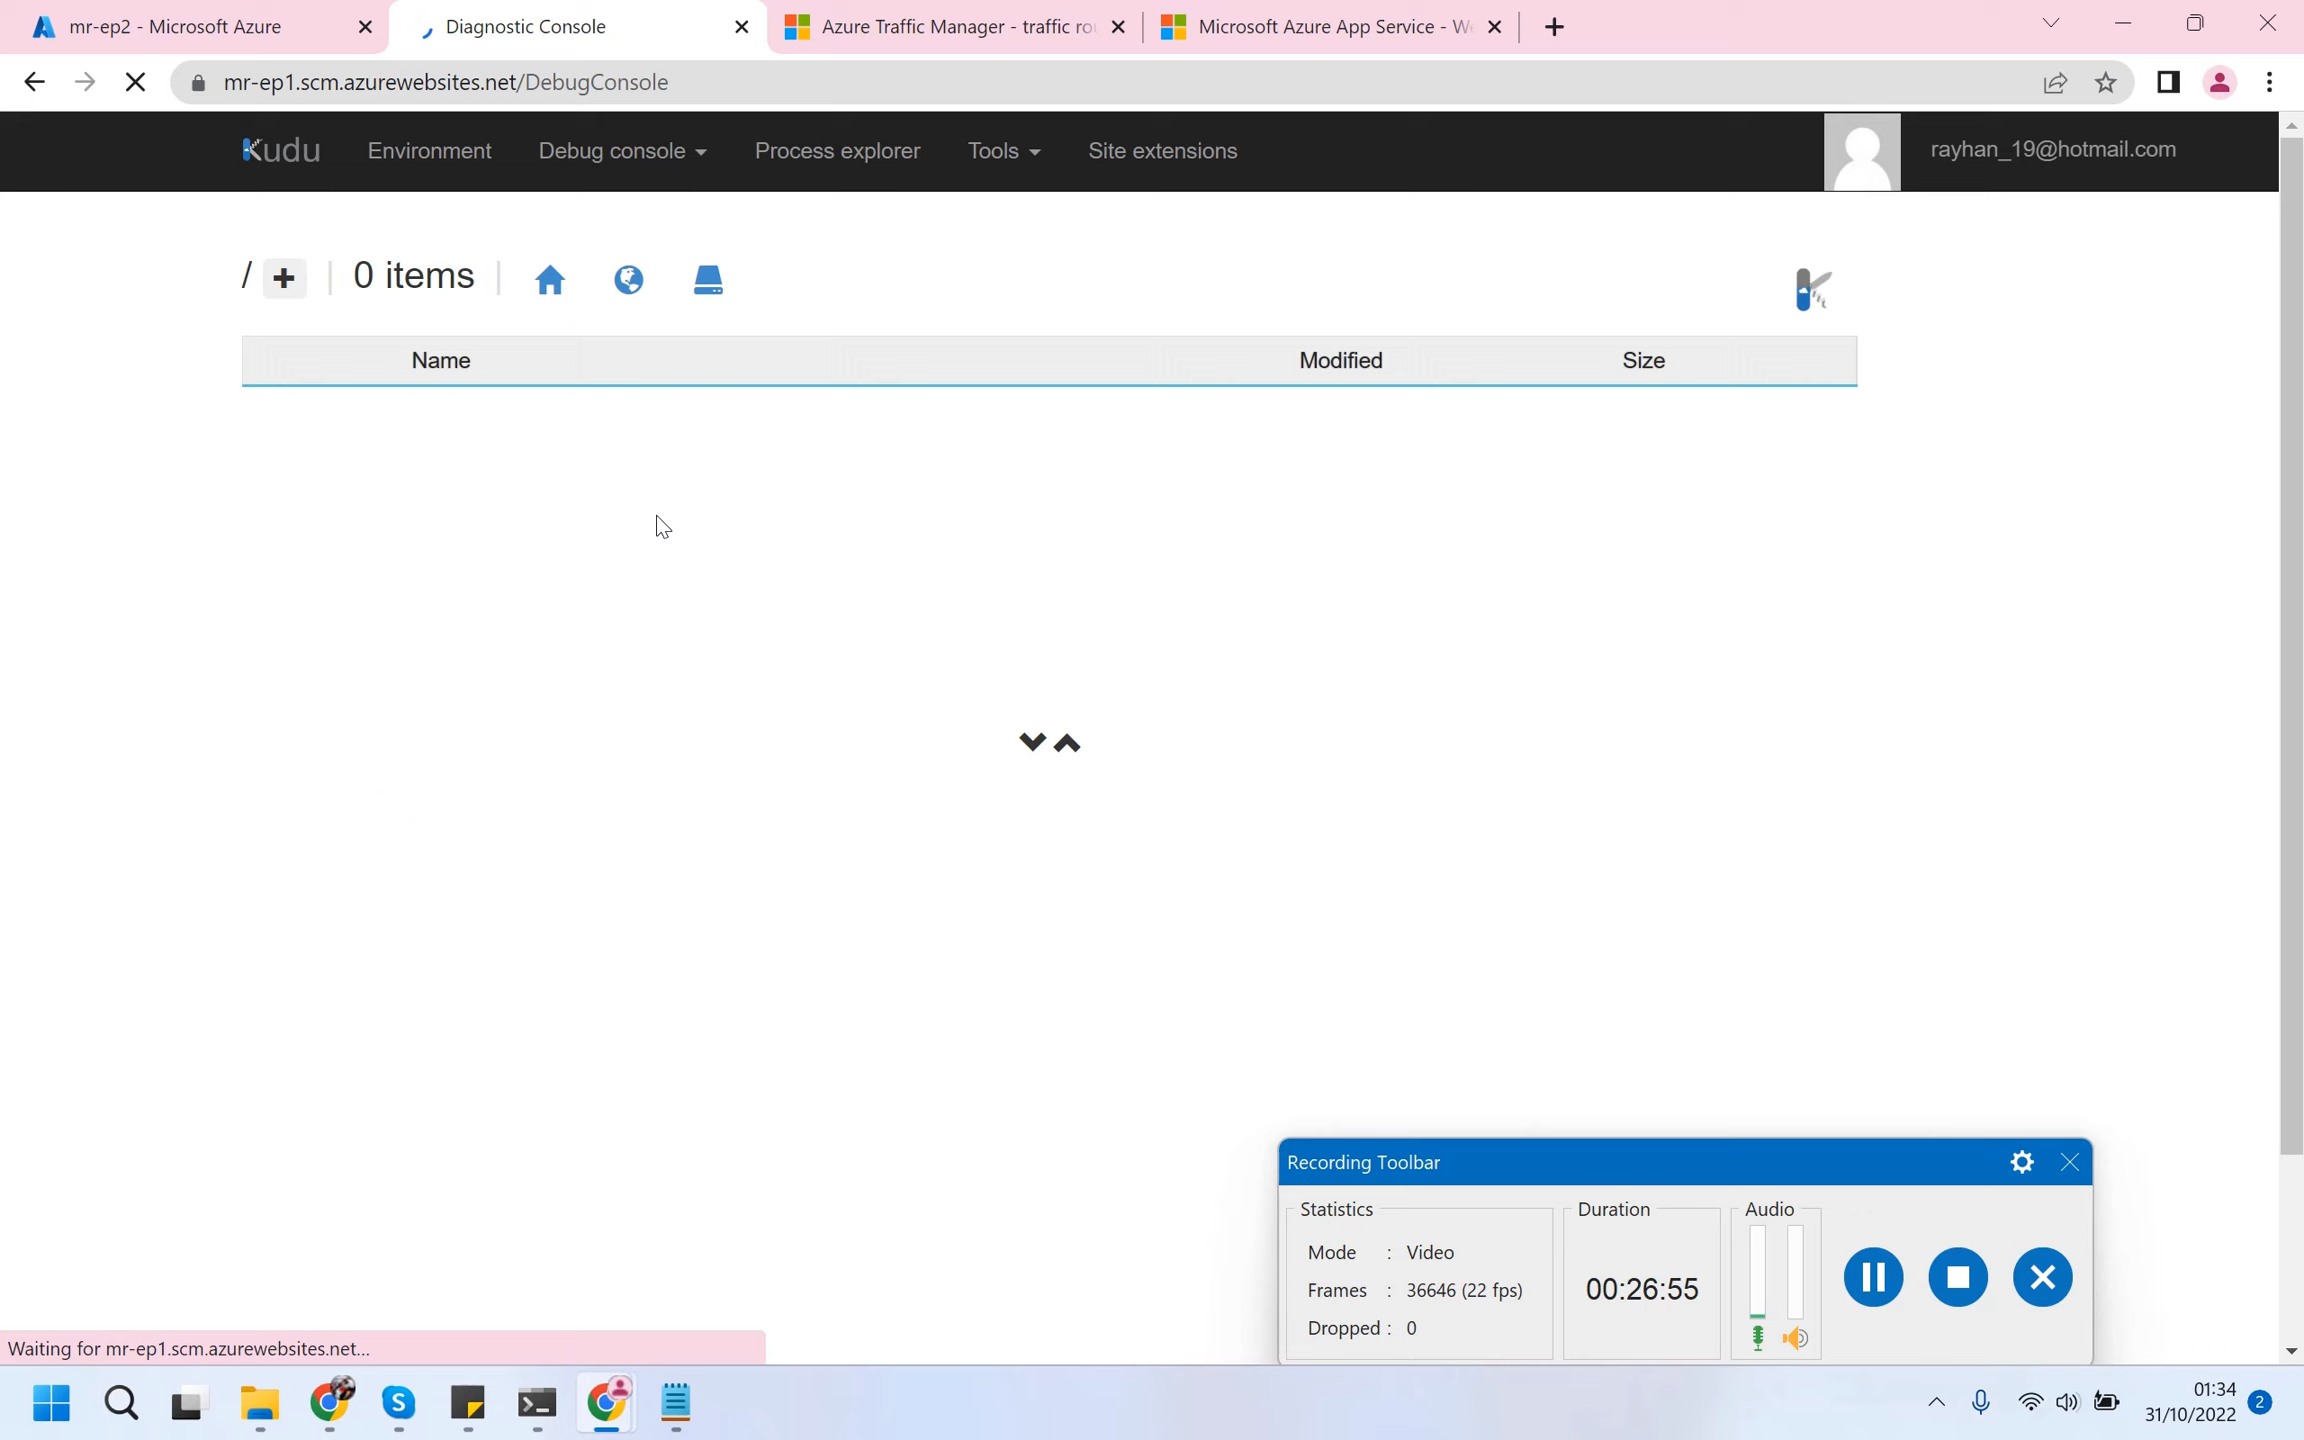 mr-ep2 - Microsoft Azure
Diagnostic Console
Azure Traffic Manager - traffic ro
Microsoft Azure App Service - W
mr-ep1.scm.azurewebsites.net/DebugConsole
Kudu Environment Debug console Process explorer Tools Site extensions rayhan_19@hotmail.com
/ + | 0 items |
Name Modified Size
Recording Toolbar
Statistics Duration Audio
Mode : Video
Frames : 36646 (22 fps)
Dropped : 0
00:26:55
Waiting for mr-ep1.scm.azurewebsites.net...
01:34
31/10/2022
2